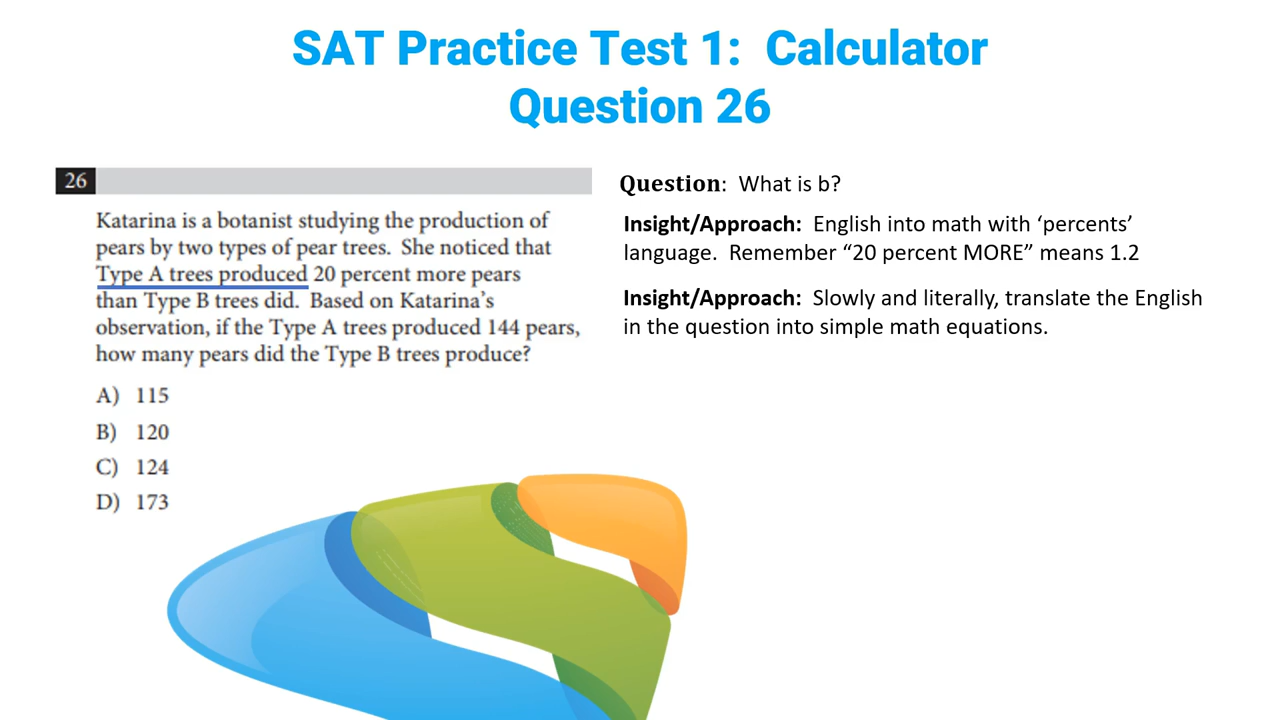 SAT Practice Test 1:  Calculator
Question 26
26
Katarina is a botanist studying the production of
pears by two types of pear trees.  She noticed that
Type A trees produced 20 percent more pears
than Type B trees did.  Based on Katarina’s
observation, if the Type A trees produced 144 pears,
how many pears did the Type B trees produce?
A)  115
B)  120
C)  124
D)  173
Question:  What is b?
Insight/Approach:  English into math with ‘percents’
language.  Remember “20 percent MORE” means 1.2
Insight/Approach:  Slowly and literally, translate the English
in the question into simple math equations.